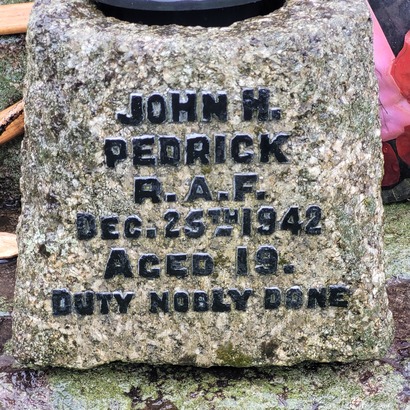 JOHN H.
PEDRICK
R.A.F.
DEC. 25TH 1942
AGED 19.
DUTY NOBLY DONE